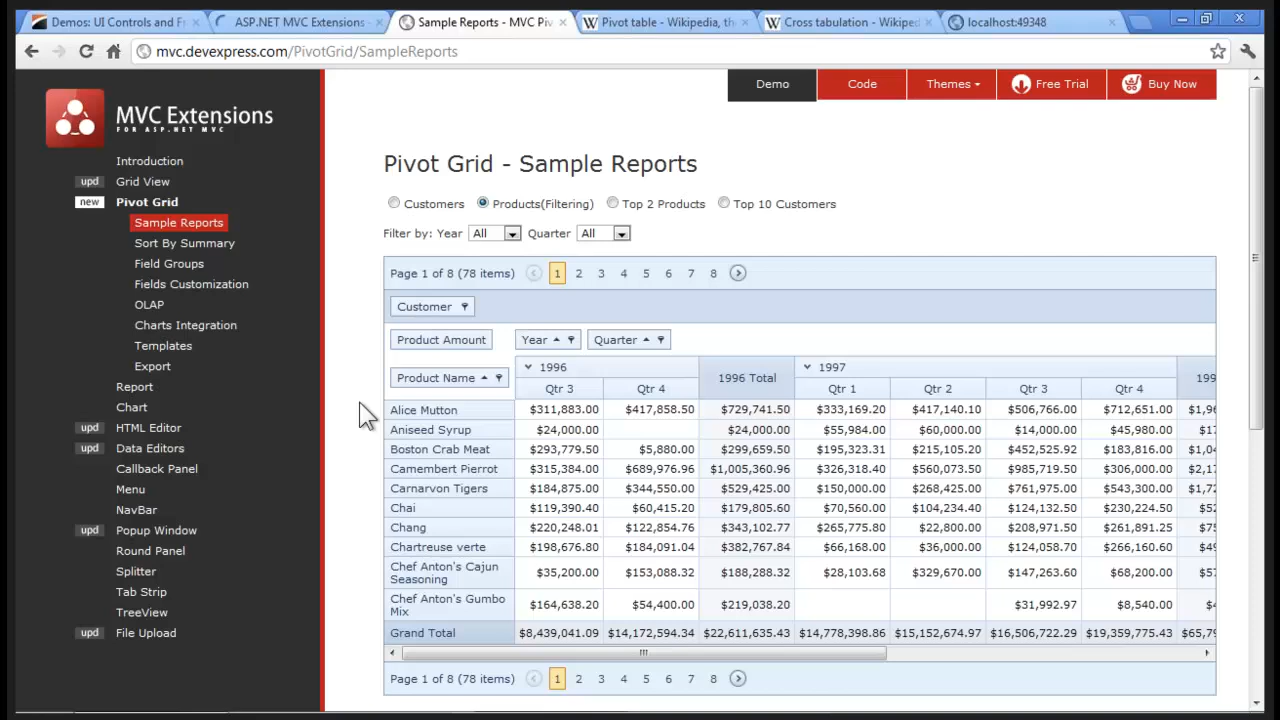 Demos: UI Controls and Fr
ASP.NET MVC Extensions
Sample Reports - MVC Piv
Pivot table - Wikipedia, the
Cross tabulation - Wikiped
localhost:49348
mvc.devexpress.com/PivotGrid/SampleReports
MVC Extensions
FOR ASP.NET MVC
Introduction
upd Grid View
new Pivot Grid
Sample Reports
Sort By Summary
Field Groups
Fields Customization
OLAP
Charts Integration
Templates
Export
Report
Chart
upd HTML Editor
upd Data Editors
Callback Panel
Menu
NavBar
upd Popup Window
Round Panel
Splitter
Tab Strip
TreeView
upd File Upload
Demo Code Themes Free Trial Buy Now
Pivot Grid - Sample Reports
Customers Products(Filtering) Top 2 Products Top 10 Customers
Filter by: Year All Quarter All
Page 1 of 8 (78 items) 1 2 3 4 5 6 7 8
Customer
Product Amount Year Quarter
Product Name 1996 1996 Total 1997 199
Qtr 3 Qtr 4 Qtr 1 Qtr 2 Qtr 3 Qtr 4
Alice Mutton $311,883.00 $417,858.50 $729,741.50 $333,169.20 $417,140.10 $506,766.00 $712,651.00 $1,96
Aniseed Syrup $24,000.00 $24,000.00 $55,984.00 $60,000.00 $14,000.00 $45,980.00 $17
Boston Crab Meat $293,779.50 $5,880.00 $299,659.50 $195,323.31 $215,105.20 $452,525.92 $183,816.00 $1,04
Camembert Pierrot $315,384.00 $689,976.96 $1,005,360.96 $326,318.40 $560,073.50 $985,719.50 $306,000.00 $2,17
Carnarvon Tigers $184,875.00 $344,550.00 $529,425.00 $150,000.00 $268,425.00 $761,975.00 $543,300.00 $1,72
Chai $119,390.40 $60,415.20 $179,805.60 $70,560.00 $104,234.40 $124,132.50 $230,224.50 $52
Chang $220,248.01 $122,854.76 $343,102.77 $265,775.80 $22,800.00 $208,971.50 $261,891.25 $75
Chartreuse verte $198,676.80 $184,091.04 $382,767.84 $66,168.00 $36,000.00 $124,058.70 $266,160.60 $49
Chef Anton's Cajun Seasoning $35,200.00 $153,088.32 $188,288.32 $28,103.68 $329,670.00 $147,263.60 $68,200.00 $57
Chef Anton's Gumbo Mix $164,638.20 $54,400.00 $219,038.20 $31,992.97 $8,540.00 $4
Grand Total $8,439,041.09 $14,172,594.34 $22,611,635.43 $14,778,398.86 $15,152,674.97 $16,506,722.29 $19,359,775.43 $65,79
Page 1 of 8 (78 items) 1 2 3 4 5 6 7 8